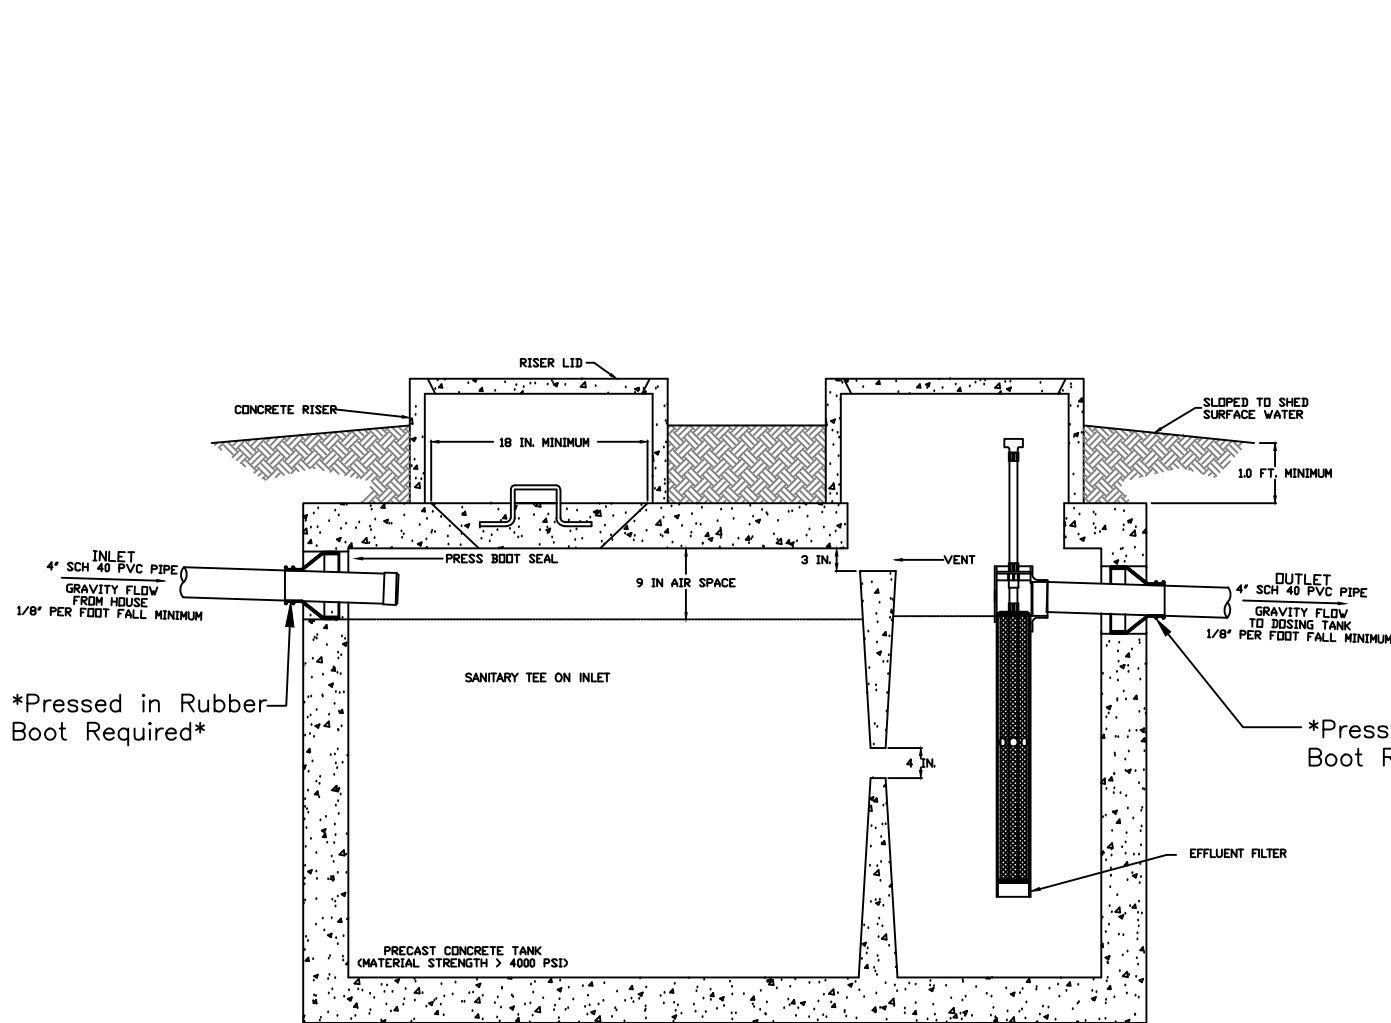 RISER LID
CONCRETE RISER
SLOPED TO SHED
SURFACE WATER
18 IN. MINIMUM
1.0 FT. MINIMUM
INLET
4" SCH 40 PVC PIPE
GRAVITY FLOW
FROM HOUSE
1/8" PER FOOT FALL MINIMUM
PRESS BOOT SEAL
3 IN.
VENT
9 IN AIR SPACE
OUTLET
4" SCH 40 PVC PIPE
GRAVITY FLOW
TO DOSING TANK
1/8" PER FOOT FALL MINIMUM
SANITARY TEE ON INLET
*Pressed in Rubber
Boot Required*
*Press
Boot R
4 IN.
EFFLUENT FILTER
PRECAST CONCRETE TANK
(MATERIAL STRENGTH > 4000 PSI)